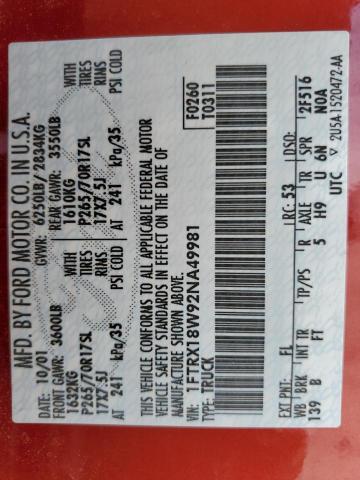 MFD. BY FORD MOTOR CO. IN U.S.A.
DATE: 10/01 GVWR: 6250LB / 2834KG
FRONT GAWR: 3600LB REAR GAWR: 3550LB
1632KG 1610KG WITH
P265/70R17SL P265/70R17SL TIRES
17X7.5J 17X7.5J RIMS
AT 241 kPa/35 PSI COLD AT 241 kPa/35 PSI COLD
WITH
TIRES
RIMS
THIS VEHICLE CONFORMS TO ALL APPLICABLE FEDERAL MOTOR
VEHICLE SAFETY STANDARDS IN EFFECT ON THE DATE OF
MANUFACTURE SHOWN ABOVE.
VIN: 1FTRX18W92NA49981
TYPE: TRUCK
F0260
T0311
EXT PNT: FL RC: 53 DSO:
WB BRK INT TR TP/PS R AXLE TR SPR 2F516
139 B FT 5 H9 U 6N N0A
UTC 2U5A 1520472-AA